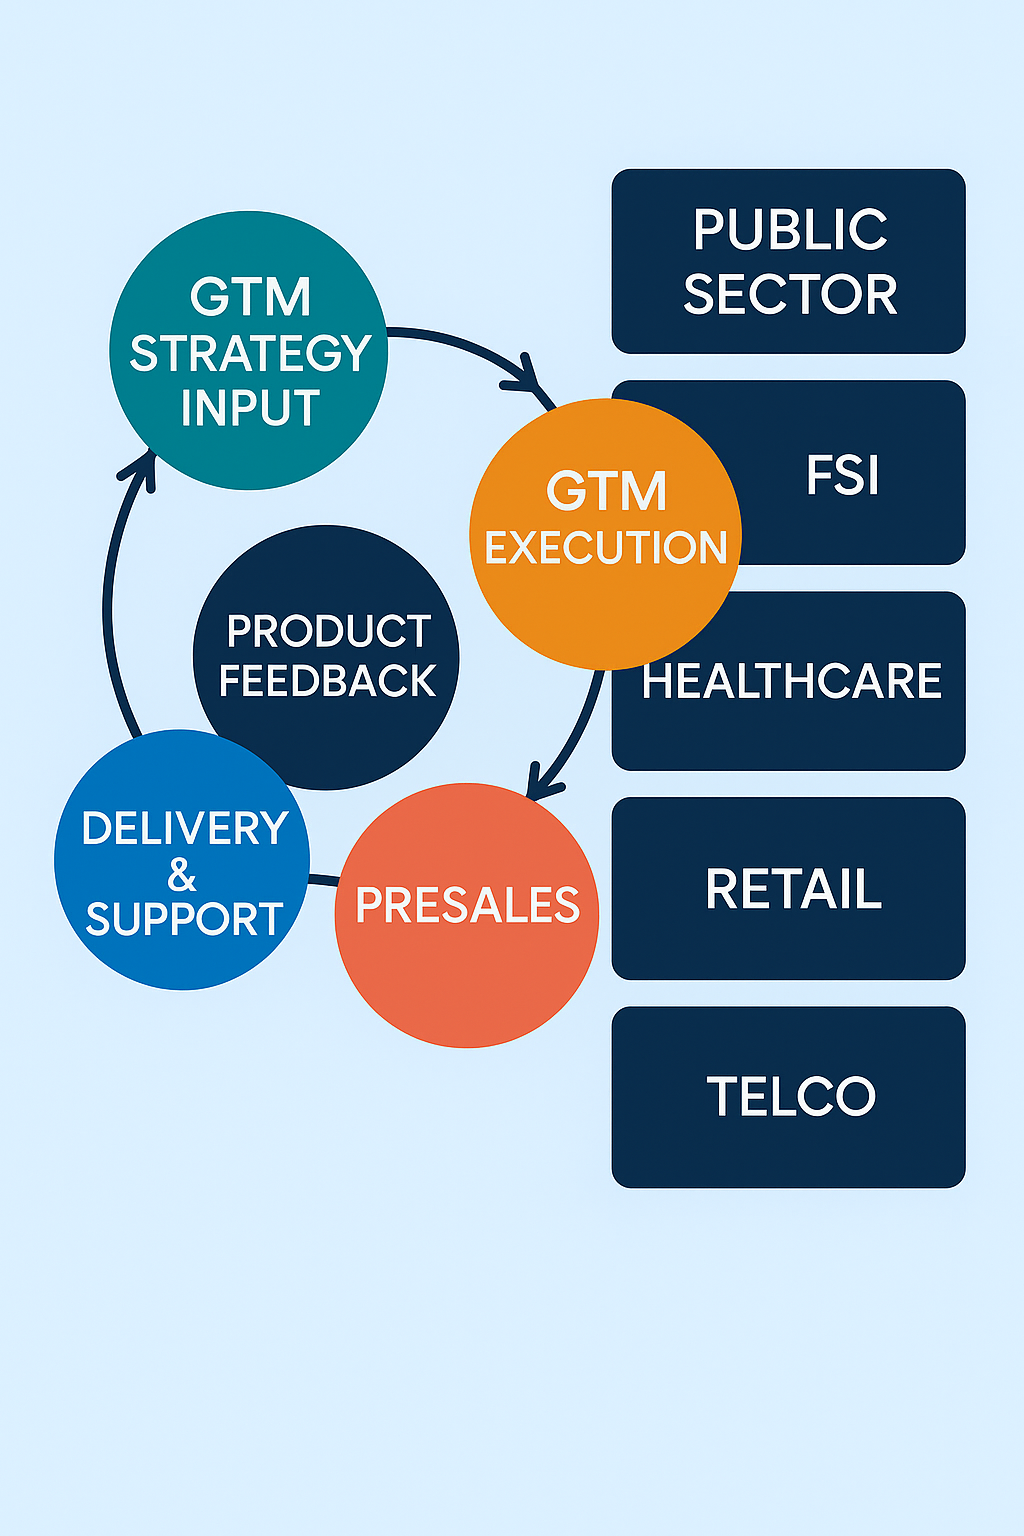 GTM
STRATEGY
INPUT
GTM
EXECUTION
PRODUCT
FEEDBACK
DELIVERY
&
SUPPORT
PRESALES
PUBLIC
SECTOR
FSI
HEALTHCARE
RETAIL
TELCO